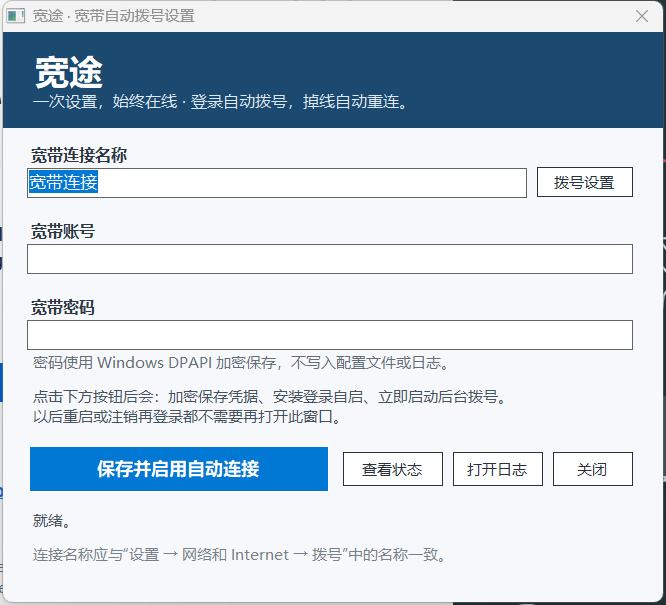 宽途 · 宽带自动拨号设置
宽途
一次设置，始终在线 · 登录自动拨号，掉线自动重连。
宽带连接名称
宽带连接 拨号设置
宽带账号
宽带密码
密码使用 Windows DPAPI 加密保存，不写入配置文件或日志。
点击下方按钮后会：加密保存凭据、安装登录自启、立即启动后台拨号。
以后重启或注销再登录都不需要再打开此窗口。
保存并启用自动连接 查看状态 打开日志 关闭
就绪。
连接名称应与“设置 → 网络和 Internet → 拨号”中的名称一致。